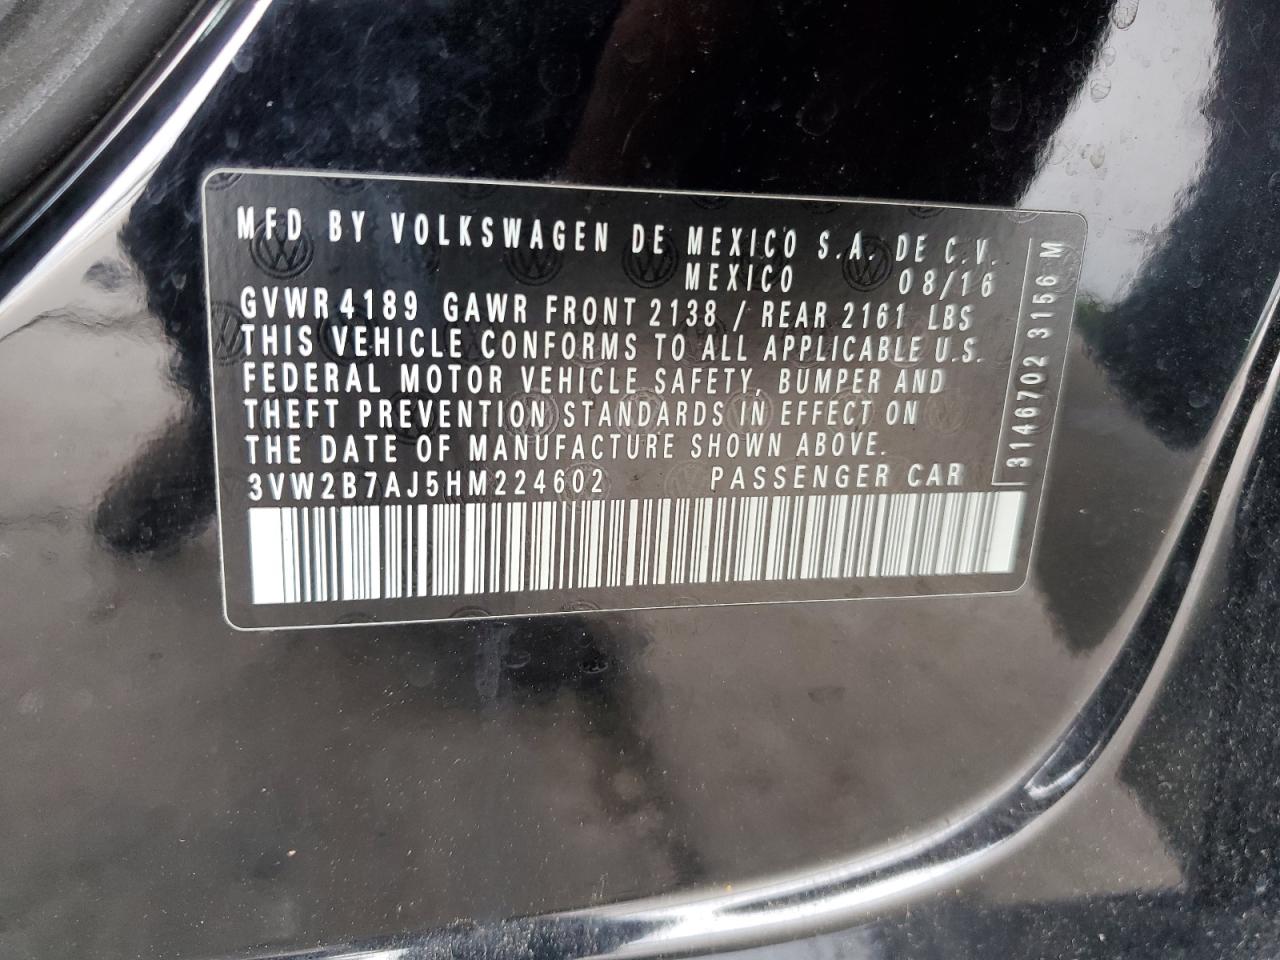 MFD BY VOLKSWAGEN DE MEXICO S.A. DE C.V.
MEXICO 08/16
GVWR 4189 GAWR FRONT 2138 / REAR 2161 LBS
THIS VEHICLE CONFORMS TO ALL APPLICABLE U.S.
FEDERAL MOTOR VEHICLE SAFETY, BUMPER AND
THEFT PREVENTION STANDARDS IN EFFECT ON
THE DATE OF MANUFACTURE SHOWN ABOVE.
3VW2B7AJ5HM224602 PASSENGER CAR
3146702 3156 M